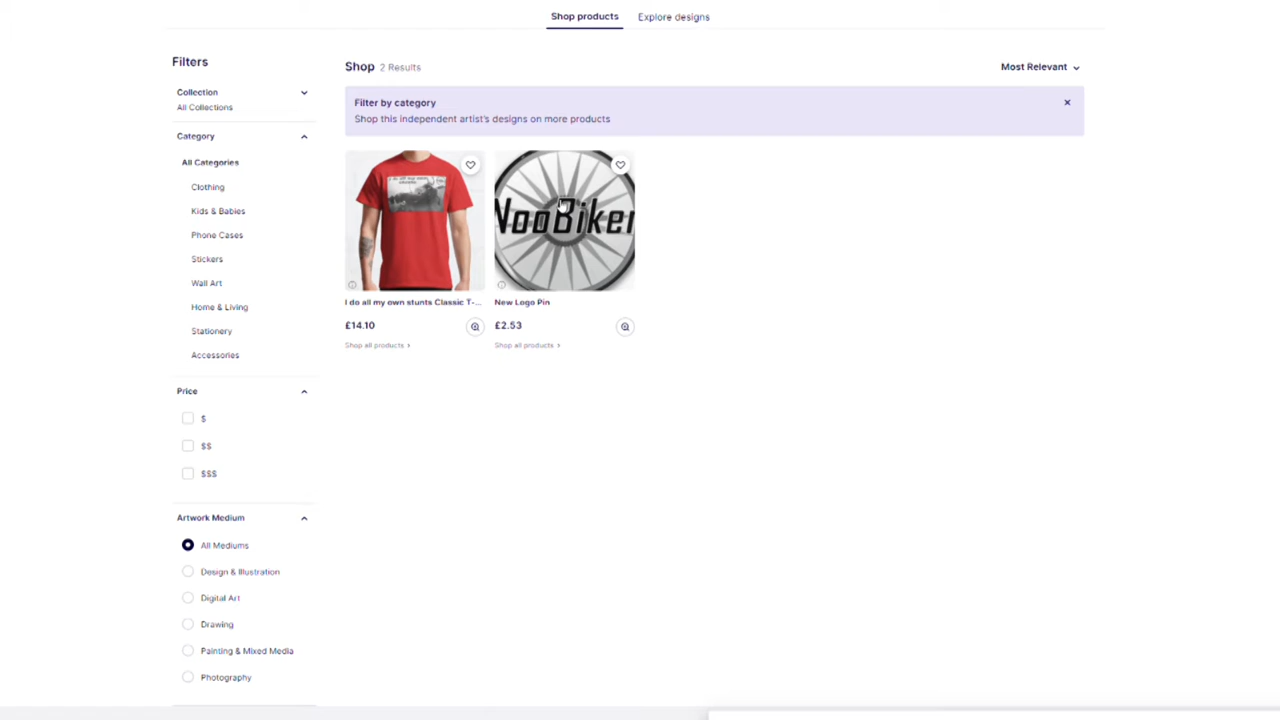 Shop products
Explore designs
Filters
Collection
All Collections
Category
All Categories
Clothing
Kids & Babies
Phone Cases
Stickers
Wall Art
Home & Living
Stationery
Accessories
Price
$
$$
$$$
Artwork Medium
All Mediums
Design & Illustration
Digital Art
Drawing
Painting & Mixed Media
Photography
Shop 2 Results
Most Relevant
Filter by category
Shop this independent artist's designs on more products
I do all my own stunts Classic T-...
£14.10
Shop all products
NooBiker
New Logo Pin
£2.53
Shop all products